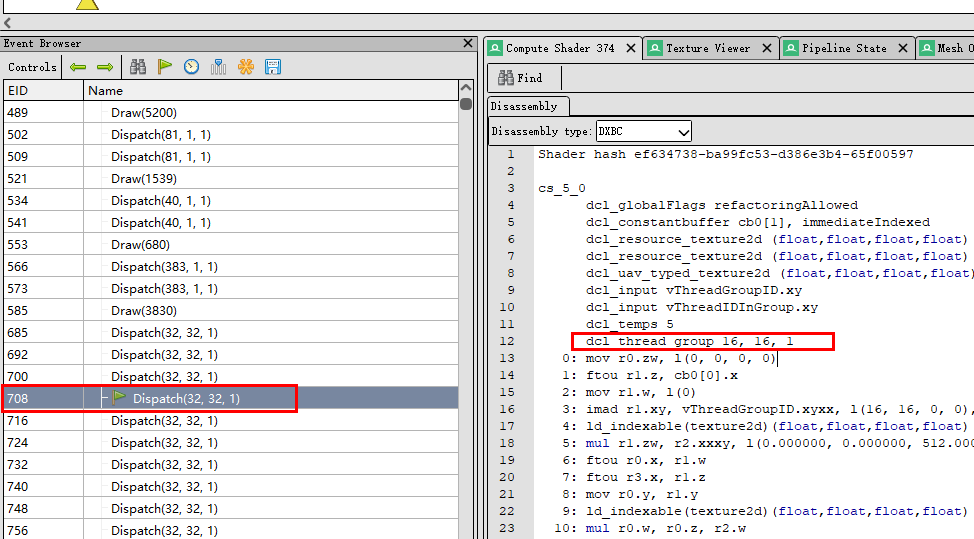 Event Browser
Controls
EID Name
489 Draw(5200)
502 Dispatch(81, 1, 1)
509 Dispatch(81, 1, 1)
521 Draw(1539)
534 Dispatch(40, 1, 1)
541 Dispatch(40, 1, 1)
553 Draw(680)
566 Dispatch(383, 1, 1)
573 Dispatch(383, 1, 1)
585 Draw(3830)
685 Dispatch(32, 32, 1)
692 Dispatch(32, 32, 1)
700 Dispatch(32, 32, 1)
708 Dispatch(32, 32, 1)
716 Dispatch(32, 32, 1)
724 Dispatch(32, 32, 1)
732 Dispatch(32, 32, 1)
740 Dispatch(32, 32, 1)
748 Dispatch(32, 32, 1)
756 Dispatch(32, 32, 1)
Compute Shader 374 Texture Viewer Pipeline State Mesh O
Find
Disassembly
Disassembly type: DXBC
1 Shader hash ef634738-ba99fc53-d386e3b4-65f00597
2
3 cs_5_0
4 dcl_globalFlags refactoringAllowed
5 dcl_constantbuffer cb0[1], immediateIndexed
6 dcl_resource_texture2d (float,float,float,float)
7 dcl_resource_texture2d (float,float,float,float)
8 dcl_uav_typed_texture2d (float,float,float,float)
9 dcl_input vThreadGroupID.xy
10 dcl_input vThreadIDInGroup.xy
11 dcl_temps 5
12 dcl_thread_group 16, 16, 1
13 0: mov r0.zw, l(0, 0, 0, 0)
14 1: ftou r1.z, cb0[0].x
15 2: mov r1.w, l(0)
16 3: imad r1.xy, vThreadGroupID.xyxx, l(16, 16, 0, 0),
17 4: ld_indexable(texture2d)(float,float,float,float)
18 5: mul r1.zw, r2.xxxy, l(0.000000, 0.000000, 512.000
19 6: ftou r0.x, r1.w
20 7: ftou r3.x, r1.z
21 8: mov r0.y, r1.y
22 9: ld_indexable(texture2d)(float,float,float,float)
23 10: mul r0.w, r0.z, r2.w